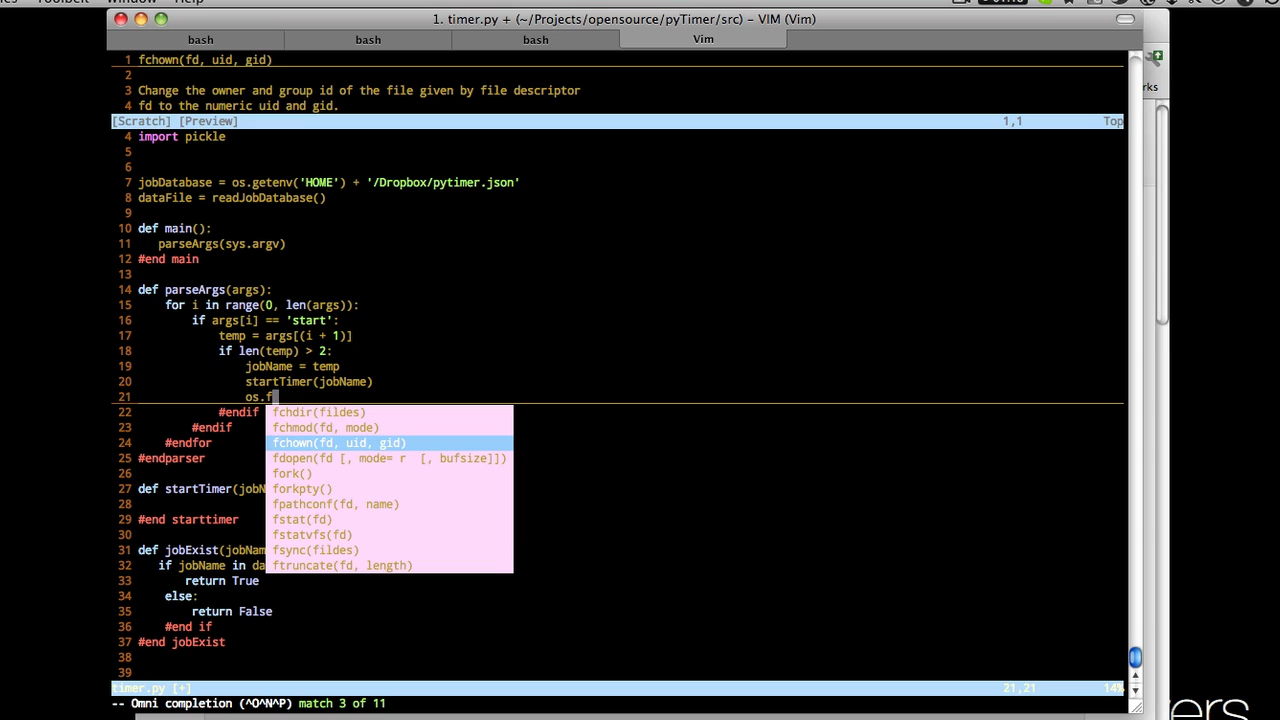 Window Help
1. timer.py + (~/Projects/opensource/pyTimer/src) – VIM (Vim)
bash bash bash Vim
1 fchown(fd, uid, gid)
2
3 Change the owner and group id of the file given by file descriptor
4 fd to the numeric uid and gid.
[Scratch] [Preview] 1,1 Top
4 import pickle
5
6
7 jobDatabase = os.getenv('HOME') + '/Dropbox/pytimer.json'
8 dataFile = readJobDatabase()
9
10 def main():
11 parseArgs(sys.argv)
12 #end main
13
14 def parseArgs(args):
15 for i in range(0, len(args)):
16 if args[i] == 'start':
17 temp = args[(i + 1)]
18 if len(temp) > 2:
19 jobName = temp
20 startTimer(jobName)
21 os.f
22 #endif fchdir(fildes)
23 #endif fchmod(fd, mode)
24 #endfor fchown(fd, uid, gid)
25 #endparser fdopen(fd [, mode= r [, bufsize]])
26 fork()
27 def startTimer(jobN forkpty()
28 fpathconf(fd, name)
29 #end starttimer fstat(fd)
30 fstatvfs(fd)
31 def jobExist(jobNam fsync(fildes)
32 if jobName in da ftruncate(fd, length)
33 return True
34 else:
35 return False
36 #end if
37 #end jobExist
38
39
timer.py [+] 21,21 14%
-- Omni completion (^O^N^P) match 3 of 11
rks
ers